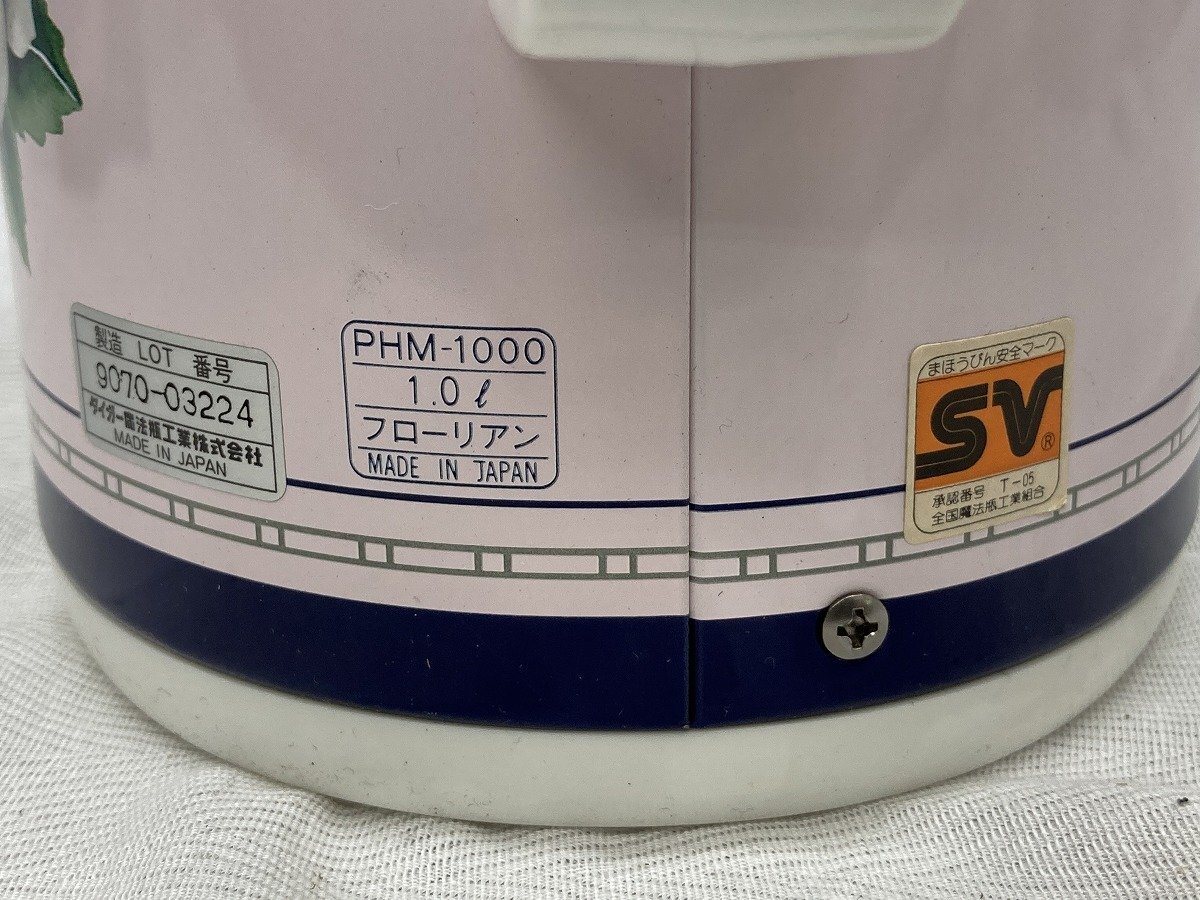 製造 LOT 番号
9070-03224
タイガー魔法瓶工業株式会社
MADE IN JAPAN
PHM-1000
1.0ℓ
フローリアン
MADE IN JAPAN
まほうびん安全マーク
SV®
承認番号 T-05
全国魔法瓶工業組合